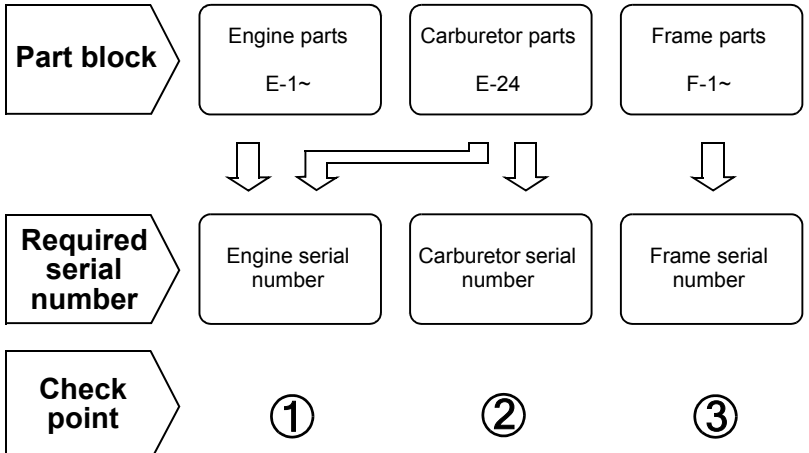 Part block
Engine parts
E-1~
Carburetor parts
E-24
Frame parts
F-1~
Required
serial
number
Engine serial
number
Carburetor serial
number
Frame serial
number
Check
point
①
②
③